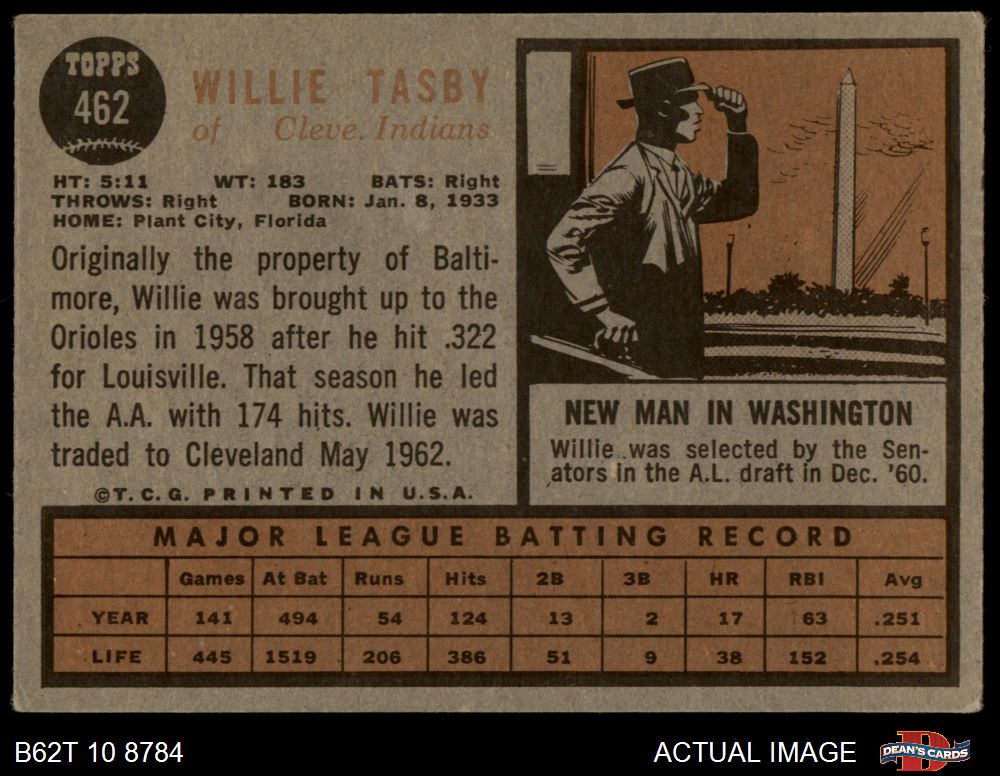 TOPPS
462
WILLIE TASBY
of Cleve. Indians
HT: 5:11 WT: 183 BATS: Right
THROWS: Right BORN: Jan. 8, 1933
HOME: Plant City, Florida
Originally the property of Balti-
more, Willie was brought up to the
Orioles in 1958 after he hit .322
for Louisville. That season he led
the A.A. with 174 hits. Willie was
traded to Cleveland May 1962.
©T.C.G. PRINTED IN U.S.A.
NEW MAN IN WASHINGTON
Willie was selected by the Sen-
ators in the A.L. draft in Dec. '60.
MAJOR LEAGUE BATTING RECORD
Games At Bat Runs Hits 2B 3B HR RBI Avg
YEAR 141 494 54 124 13 2 17 63 .251
LIFE 445 1519 206 386 51 9 38 152 .254
B62T 10 8784 ACTUAL IMAGE DEAN'S CARDS